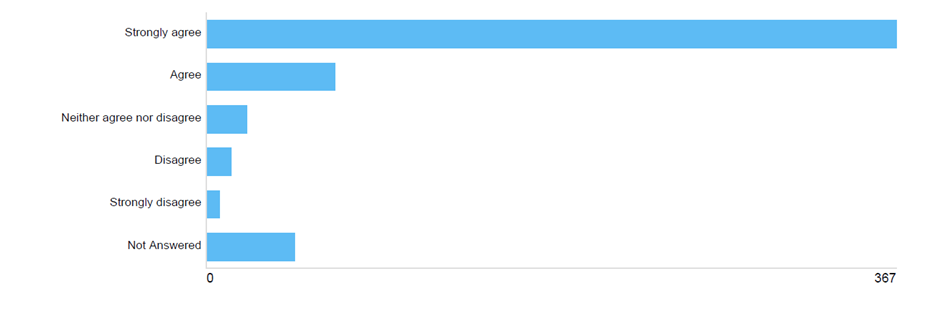 Strongly agree
Agree
Neither agree nor disagree
Disagree
Strongly disagree
Not Answered
0 367